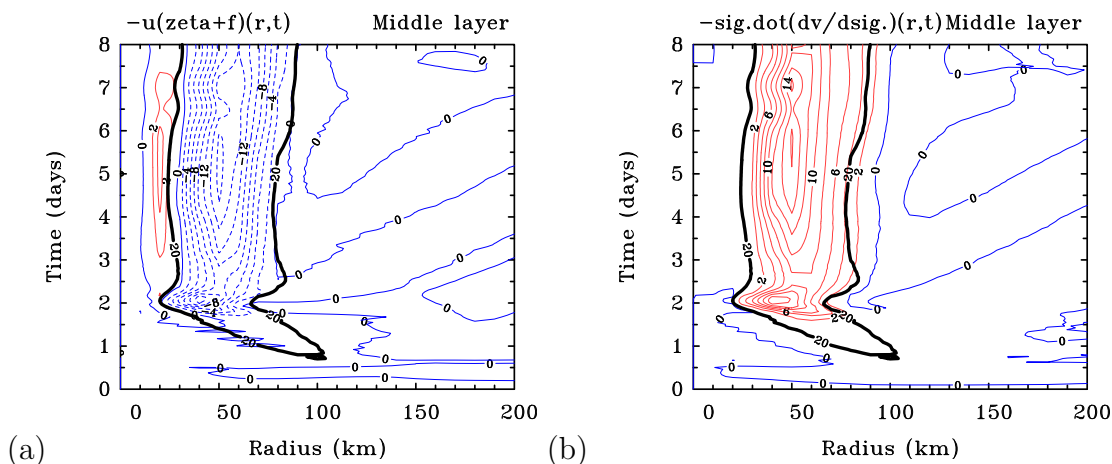 -u(zeta+f)(r,t) Middle layer
8
7
6
5
4
3
2
1
0
Time (days)
0 50 100 150 200
Radius (km)
(a)
-sig.dot(dv/dsig.)(r,t) Middle layer
8
7
6
5
4
3
2
1
0
Time (days)
0 50 100 150 200
Radius (km)
(b)